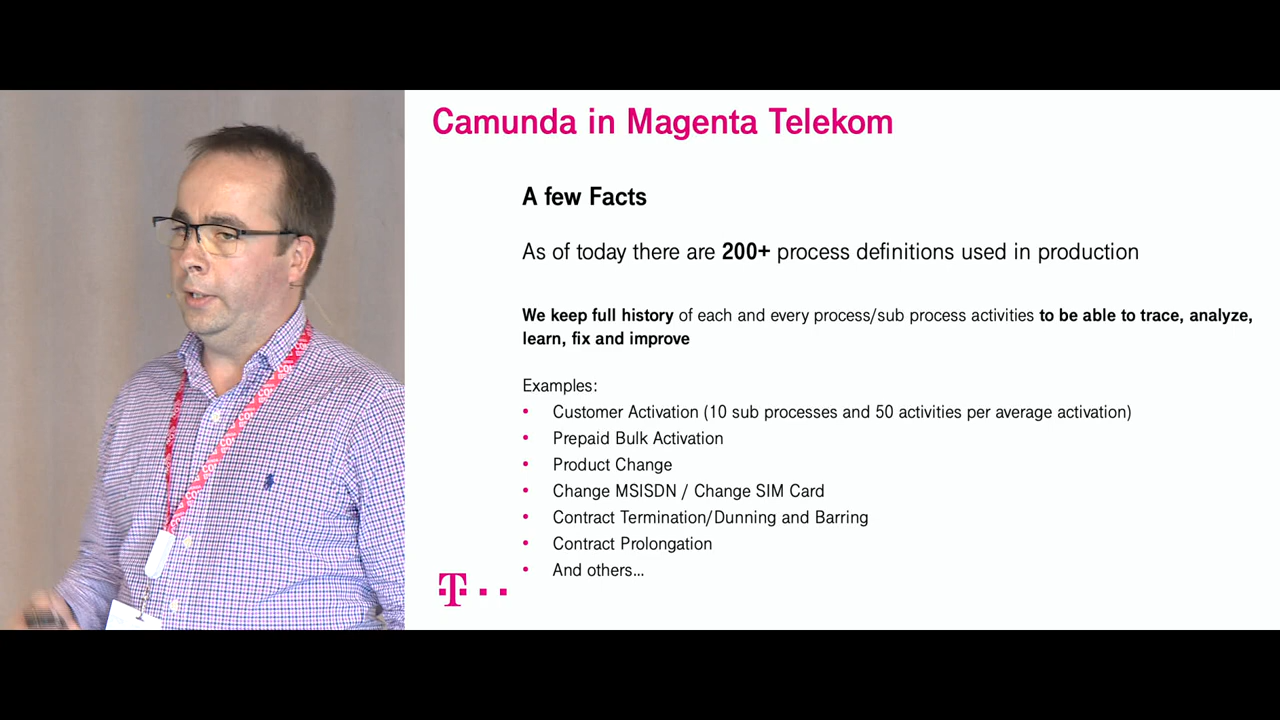 Camunda in Magenta Telekom
A few Facts
As of today there are 200+ process definitions used in production
We keep full history of each and every process/sub process activities to be able to trace, analyze,
learn, fix and improve
Examples:
• Customer Activation (10 sub processes and 50 activities per average activation)
• Prepaid Bulk Activation
• Product Change
• Change MSISDN / Change SIM Card
• Contract Termination/Dunning and Barring
• Contract Prolongation
• And others...
T